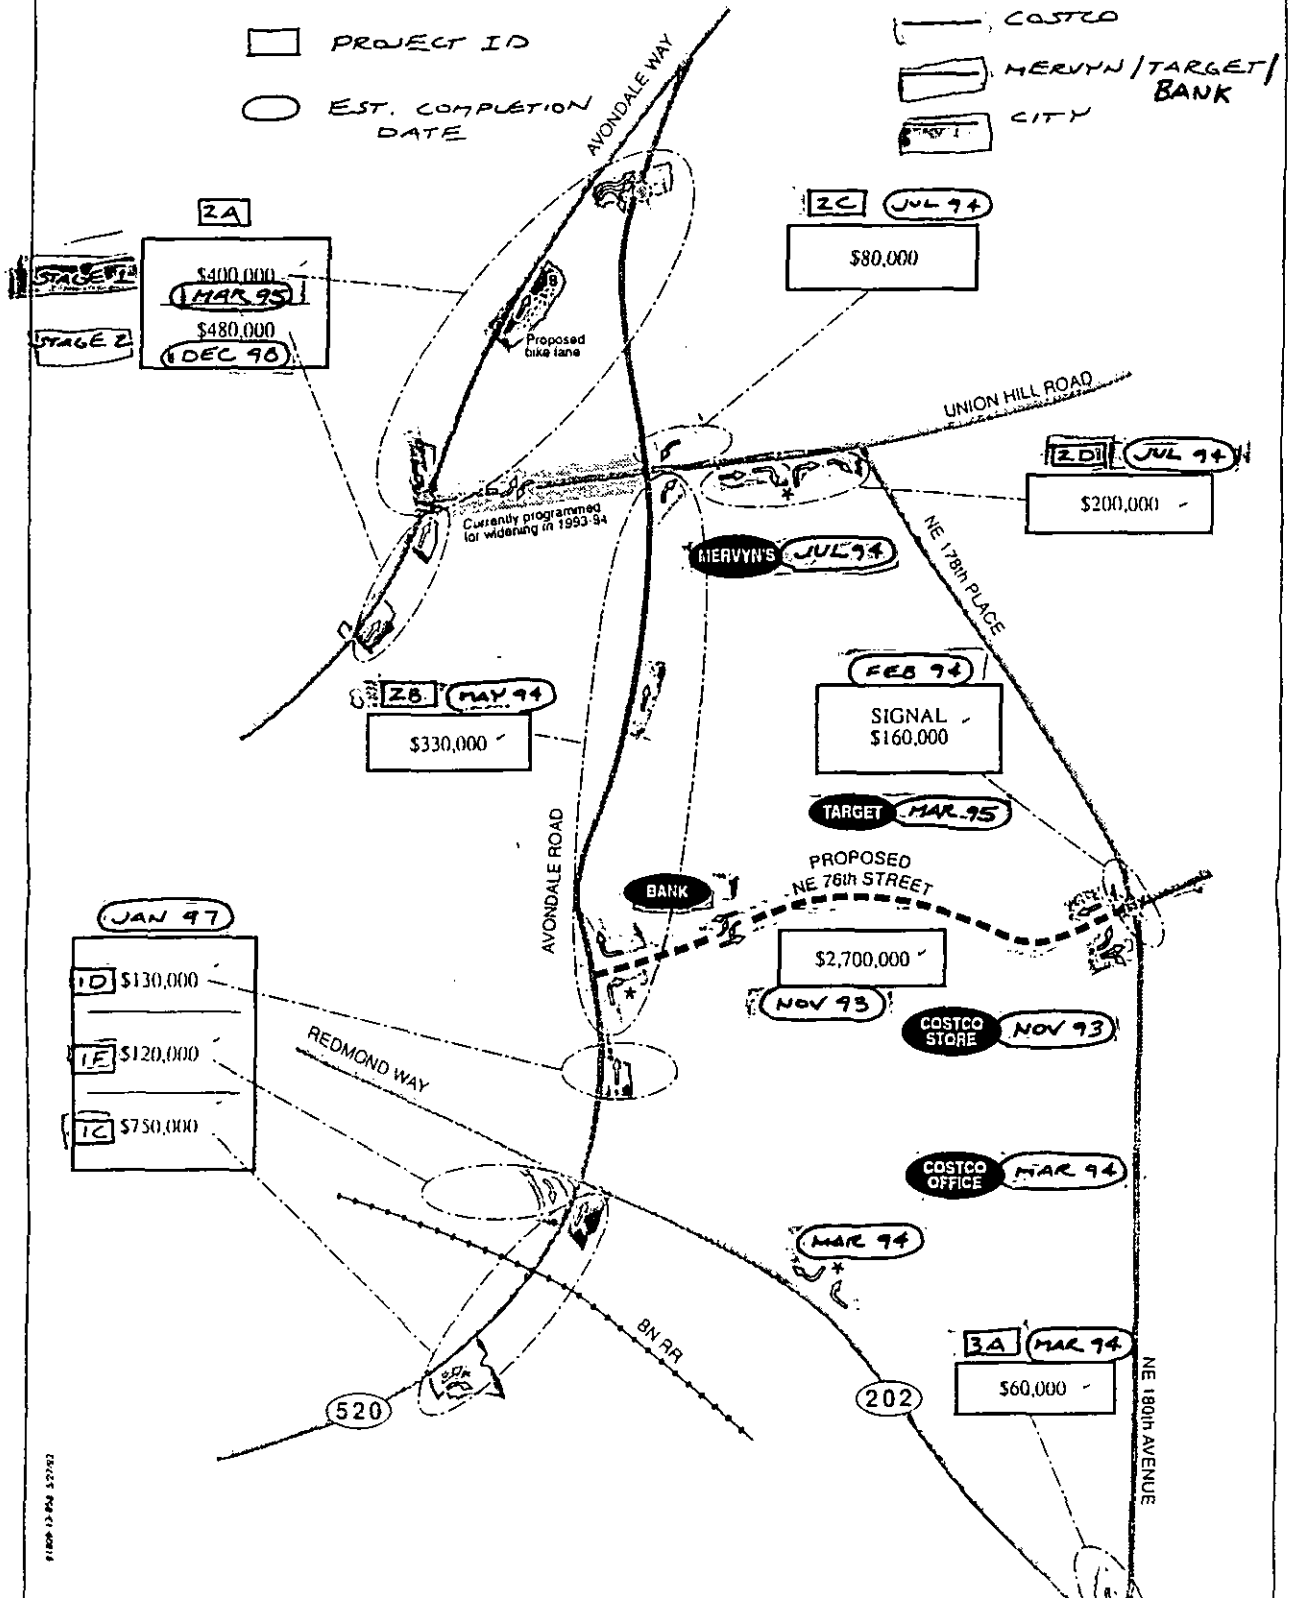 PROJECT ID
EST. COMPLETION
DATE
COSTCO
MERVYN/TARGET/
BANK
CITY
AVONDALE WAY
2A
STAGE 1
$400,000
MAR 95
STAGE 2
$480,000
DEC 98
2C JUL 94
$80,000
Proposed
bike lane
UNION HILL ROAD
2D JUL 94
$200,000
Currently programmed
for widening in 1993-94
MERVYN'S JUL 94
NE 178th PLACE
2B MAY 94
$330,000
FEB 94
SIGNAL
$160,000
TARGET MAR 95
AVONDALE ROAD
BANK
PROPOSED
NE 76th STREET
$2,700,000
NOV 93
COSTCO
STORE
NOV 93
JAN 97
1D $130,000
$120,000
1C $750,000
REDMOND WAY
COSTCO
OFFICE
MAR 94
MAR 94
BN RR
3A MAR 94
$60,000
520
202
NE 180th AVENUE